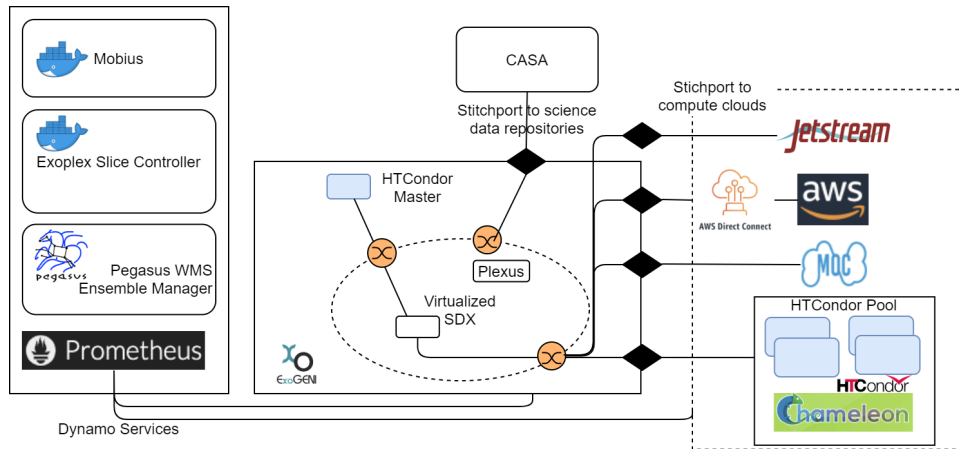 Mobius
Exoplex Slice Controller
pegasus
Pegasus WMS
Ensemble Manager
Prometheus
Dynamo Services
CASA
Stitchport to science
data repositories
HTCondor
Master
Plexus
Virtualized
SDX
ExoGENI
Stichport to
compute clouds
Jetstream
AWS Direct Connect
aws
MOC
HTCondor Pool
HTCondor
Chameleon